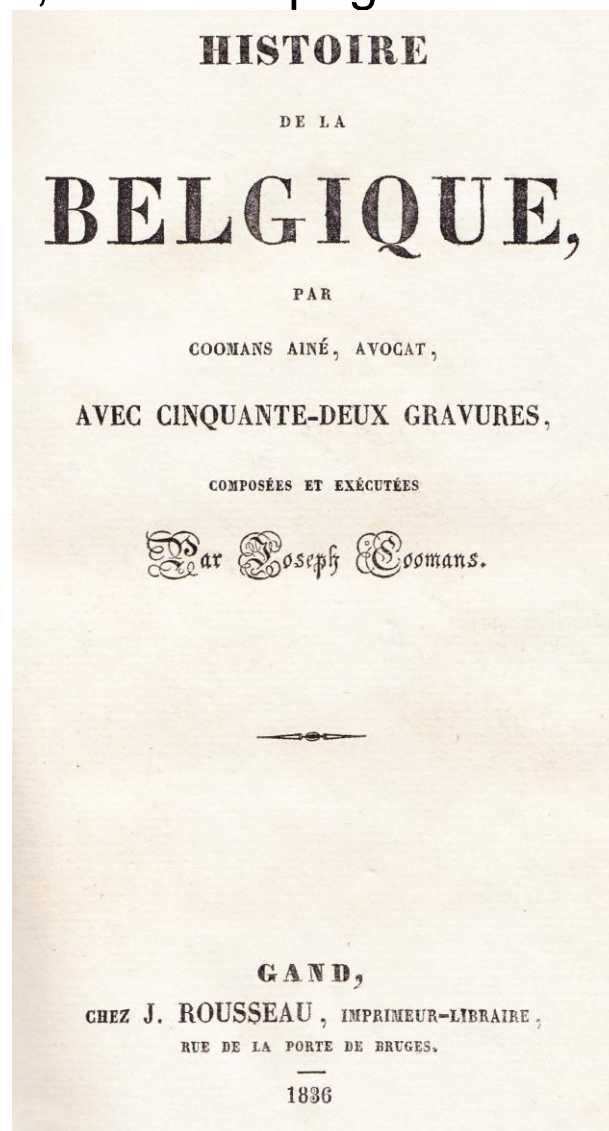 HISTOIRE
DE LA
BELGIQUE,
PAR
COOMANS AINÉ, AVOCAT,
AVEC CINQUANTE-DEUX GRAVURES,
COMPOSÉES ET EXÉCUTÉES
Par Joseph Coomans.
GAND,
CHEZ J. ROUSSEAU, IMPRIMEUR-LIBRAIRE,
RUE DE LA PORTE DE BRUGES.
1836